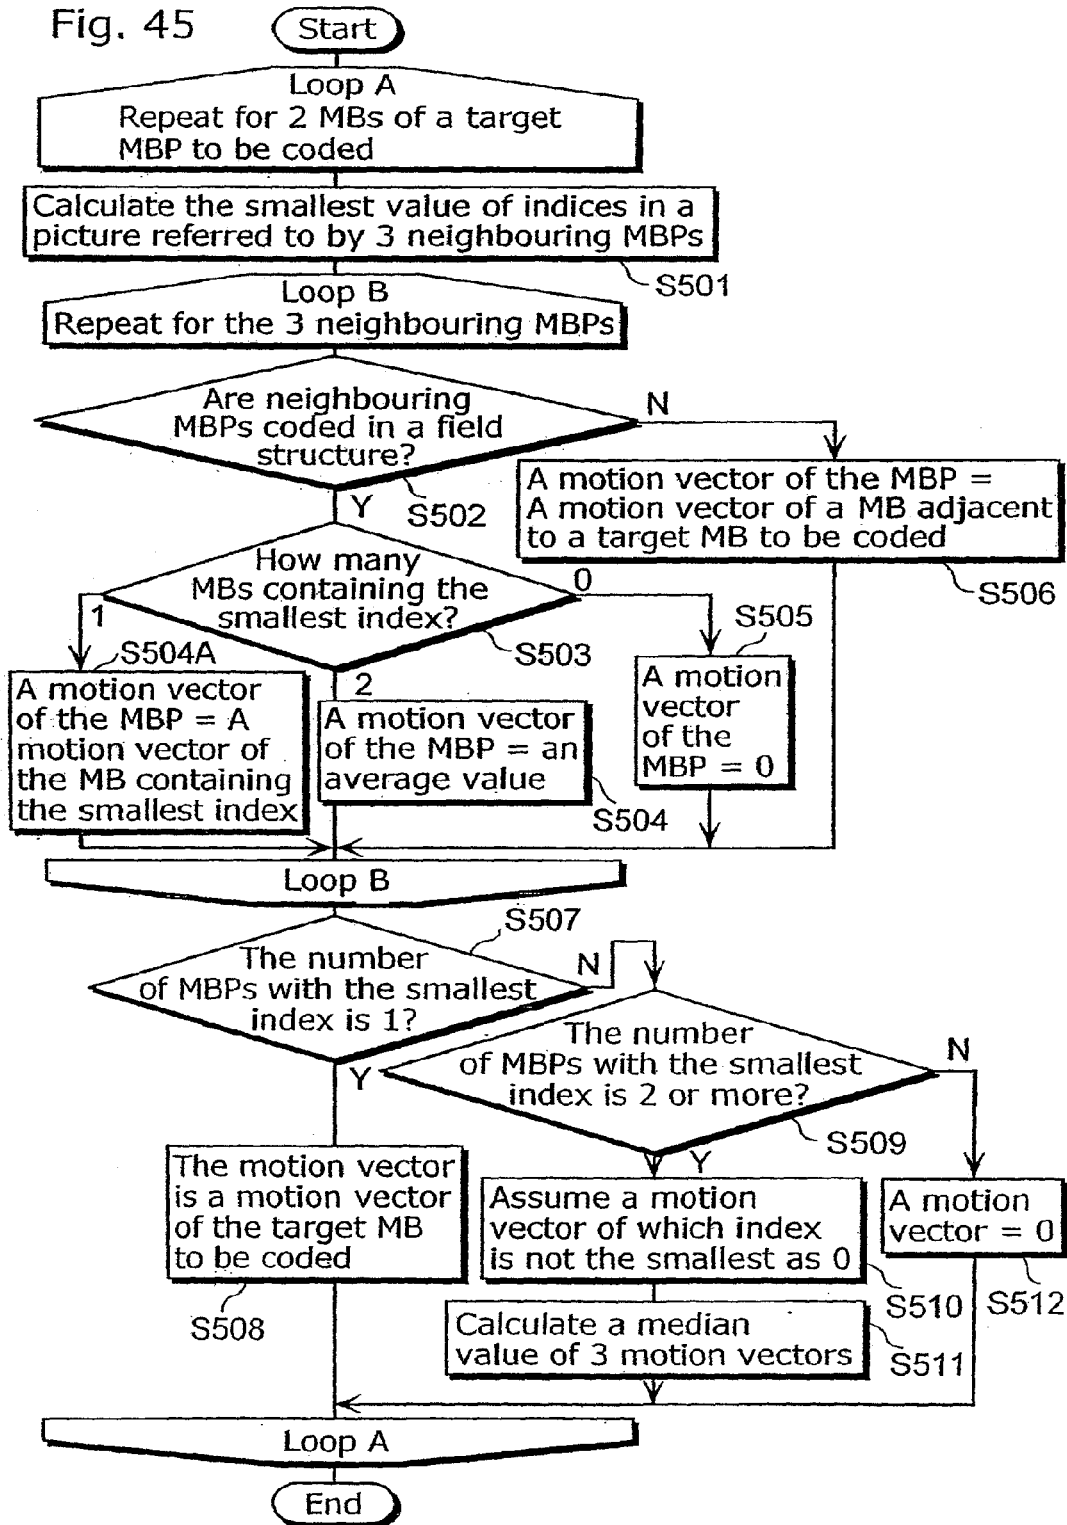 Fig. 45
Start
Loop A
Repeat for 2 MBs of a target
MBP to be coded
Calculate the smallest value of indices in a
picture referred to by 3 neighbouring MBPs
S501
Loop B
Repeat for the 3 neighbouring MBPs
Are neighbouring
MBPs coded in a field
structure?
N
Y
S502
A motion vector of the MBP =
A motion vector of a MB adjacent
to a target MB to be coded
S506
How many
MBs containing the
smallest index?
0
1
2
S503
S504A
A motion vector
of the MBP = A
motion vector of
the MB containing
the smallest index
A motion vector
of the MBP = an
average value
S504
S505
A motion
vector
of the
MBP = 0
Loop B
S507
The number
of MBPs with the smallest
index is 1?
N
Y
The number
of MBPs with the smallest
index is 2 or more?
N
Y
S509
The motion vector
is a motion vector
of the target MB
to be coded
S508
Assume a motion
vector of which index
is not the smallest as 0
S510
A motion
vector = 0
S512
Calculate a median
value of 3 motion vectors
S511
Loop A
End